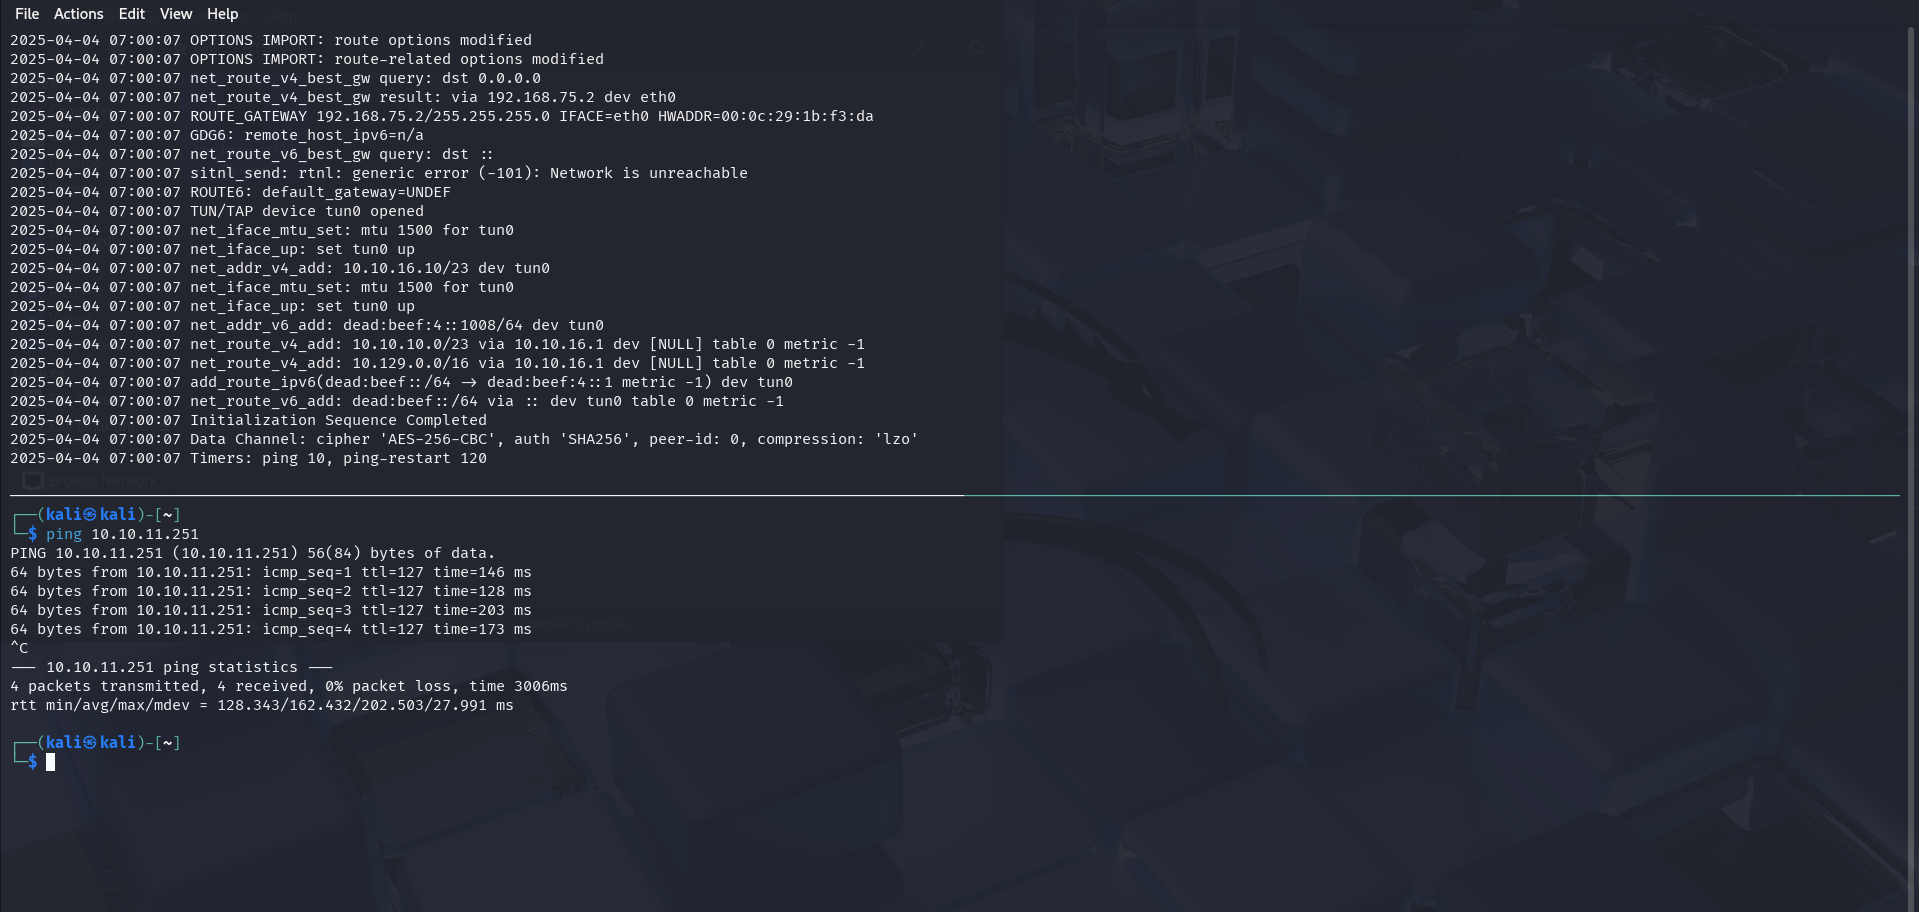 File Actions Edit View Help
2025-04-04 07:00:07 OPTIONS IMPORT: route options modified
2025-04-04 07:00:07 OPTIONS IMPORT: route-related options modified
2025-04-04 07:00:07 net_route_v4_best_gw query: dst 0.0.0.0
2025-04-04 07:00:07 net_route_v4_best_gw result: via 192.168.75.2 dev eth0
2025-04-04 07:00:07 ROUTE_GATEWAY 192.168.75.2/255.255.255.0 IFACE=eth0 HWADDR=00:0c:29:1b:f3:da
2025-04-04 07:00:07 GDG6: remote_host_ipv6=n/a
2025-04-04 07:00:07 net_route_v6_best_gw query: dst ::
2025-04-04 07:00:07 sitnl_send: rtnl: generic error (-101): Network is unreachable
2025-04-04 07:00:07 ROUTE6: default_gateway=UNDEF
2025-04-04 07:00:07 TUN/TAP device tun0 opened
2025-04-04 07:00:07 net_iface_mtu_set: mtu 1500 for tun0
2025-04-04 07:00:07 net_iface_up: set tun0 up
2025-04-04 07:00:07 net_addr_v4_add: 10.10.16.10/23 dev tun0
2025-04-04 07:00:07 net_iface_mtu_set: mtu 1500 for tun0
2025-04-04 07:00:07 net_iface_up: set tun0 up
2025-04-04 07:00:07 net_addr_v6_add: dead:beef:4::1008/64 dev tun0
2025-04-04 07:00:07 net_route_v4_add: 10.10.10.0/23 via 10.10.16.1 dev [NULL] table 0 metric -1
2025-04-04 07:00:07 net_route_v4_add: 10.129.0.0/16 via 10.10.16.1 dev [NULL] table 0 metric -1
2025-04-04 07:00:07 add_route_ipv6(dead:beef::/64 → dead:beef:4::1 metric -1) dev tun0
2025-04-04 07:00:07 net_route_v6_add: dead:beef::/64 via :: dev tun0 table 0 metric -1
2025-04-04 07:00:07 Initialization Sequence Completed
2025-04-04 07:00:07 Data Channel: cipher 'AES-256-CBC', auth 'SHA256', peer-id: 0, compression: 'lzo'
2025-04-04 07:00:07 Timers: ping 10, ping-restart 120
Browse Network
┌──(kali㉿kali)-[~]
└─$ ping 10.10.11.251
PING 10.10.11.251 (10.10.11.251) 56(84) bytes of data.
64 bytes from 10.10.11.251: icmp_seq=1 ttl=127 time=146 ms
64 bytes from 10.10.11.251: icmp_seq=2 ttl=127 time=128 ms
64 bytes from 10.10.11.251: icmp_seq=3 ttl=127 time=203 ms
64 bytes from 10.10.11.251: icmp_seq=4 ttl=127 time=173 ms
^C
--- 10.10.11.251 ping statistics ---
4 packets transmitted, 4 received, 0% packet loss, time 3006ms
rtt min/avg/max/mdev = 128.343/162.432/202.503/27.991 ms
┌──(kali㉿kali)-[~]
└─$